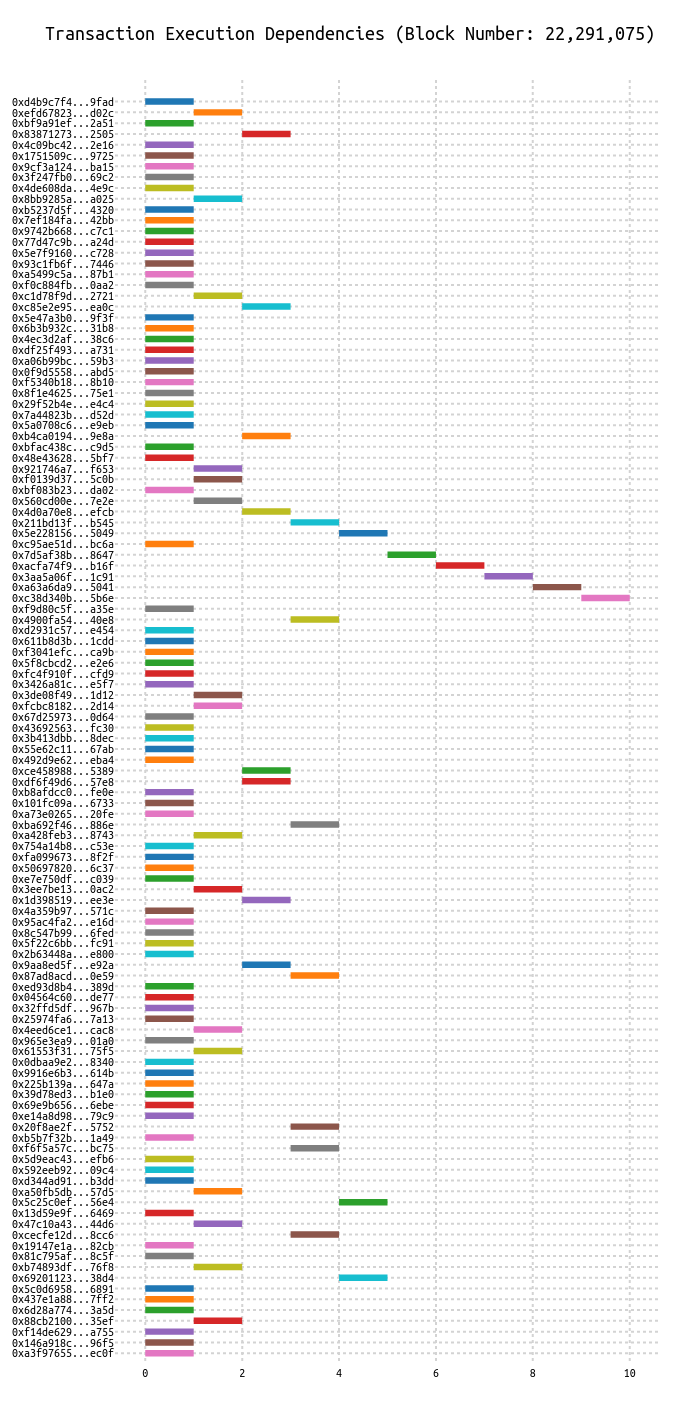 Transaction Execution Dependencies (Block Number: 22,291,075)
0xd4b9c7f4...9fad
0xefd67823...d02c
0xbf9a91ef...2a51
0x83871273...2505
0x4c09bc42...2e16
0x1751509c...9725
0x9cf3a124...ba15
0x3f247fb0...69c2
0x4de608da...4e9c
0x8bb9285a...a025
0xb5237d5f...4320
0x7ef184fa...42bb
0x9742b668...c7c1
0x77d47c9b...a24d
0x5e7f9160...c728
0x93c1fb6f...7446
0xa5499c5a...87b1
0xf0c884fb...0aa2
0xc1d78f9d...2721
0xc85e2e95...ea0c
0x5e47a3b0...9f3f
0x6b3b932c...31b8
0x4ec3d2af...38c6
0xdf25f493...a731
0xa06b99bc...59b3
0x0f9d5558...abd5
0xf5340b18...8b10
0x8f1e4625...75e1
0x29f52b4e...e4c4
0x7a44823b...d52d
0x5a0708c6...e9eb
0xb4ca0194...9e8a
0xbfac438c...c9d5
0x48e43628...5bf7
0x921746a7...f653
0xf0139d37...5c0b
0xbf083b23...da02
0x560cd00e...7e2e
0x4d0a70e8...efcb
0x211bd13f...b545
0x5e228156...5049
0xc95ae51d...bc6a
0x7d5af38b...8647
0xacfa74f9...b16f
0x3aa5a06f...1c91
0xa63a6da9...5041
0xc38d340b...5b6e
0xf9d80c5f...a35e
0x4900fa54...40e8
0xd2931c57...e454
0x611b8d3b...1cdd
0xf3041efc...ca9b
0x5f8cbcd2...e2e6
0xfc4f910f...cfd9
0x3426a81c...e5f7
0x3de08f49...1d12
0xfcbc8182...2d14
0x67d25973...0d64
0x43692563...fc30
0x3b413dbb...8dec
0x55e62c11...67ab
0x492d9e62...eba4
0xce458988...5389
0xdf6f49d6...57e8
0xb8afdcc0...fe0e
0x101fc09a...6733
0xa73e0265...20fe
0xba692f46...886e
0xa428feb3...8743
0x754a14b8...c53e
0xfa099673...8f2f
0x50697820...6c37
0xe7e750df...c039
0x3ee7be13...0ac2
0x1d398519...ee3e
0x4a359b97...571c
0x95ac4fa2...e16d
0x8c547b99...6fed
0x5f22c6bb...fc91
0x2b63448a...e800
0x9aa8ed5f...e92a
0x87ad8acd...0e59
0xed93d8b4...389d
0x04564c60...de77
0x32ffd5df...967b
0x25974fa6...7a13
0x4eed6ce1...cac8
0x965e3ea9...01a0
0x61553f31...75f5
0x0dbaa9e2...8340
0x9916e6b3...614b
0x225b139a...647a
0x39d78ed3...b1e0
0x69e9b656...6ebe
0xe14a8d98...79c9
0x20f8ae2f...5752
0xb5b7f32b...1a49
0xf6f5a57c...bc75
0x5d9eac43...efb6
0x592eeb92...09c4
0xd344ad91...b3dd
0xa50fb5db...57d5
0x5c25c0ef...56e4
0x13d59e9f...6469
0x47c10a43...44d6
0xcecfe12d...8cc6
0x19147e1a...82cb
0x81c795af...8c5f
0xb74893df...76f8
0x69201123...38d4
0x5c0d6958...6891
0x437e1a88...7ff2
0x6d28a774...3a5d
0x88cb2100...35ef
0xf14de629...a755
0x146a918c...96f5
0xa3f97655...ec0f
0 2 4 6 8 10